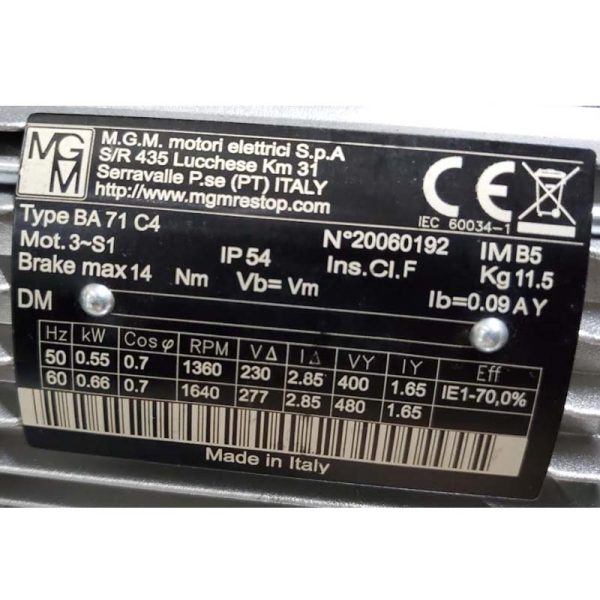 MGM
M.G.M. motori elettrici S.p.A
S/R 435 Lucchese Km 31
Serravalle P.se (PT) ITALY
http://www.mgmrestop.com
CE
IEC 60034-1
Type BA 71 C4 N°20060192 IM B5
Mot. 3~S1 IP 54 Ins.Cl.F Kg 11.5
Brake max 14 Nm Vb= Vm Ib=0.09 A Y
DM
Hz kW Cos φ RPM V Δ I Δ VY IY Eff
50 0.55 0.7 1360 230 2.85 400 1.65 IE1-70,0%
60 0.66 0.7 1640 277 2.85 480 1.65
Made in Italy